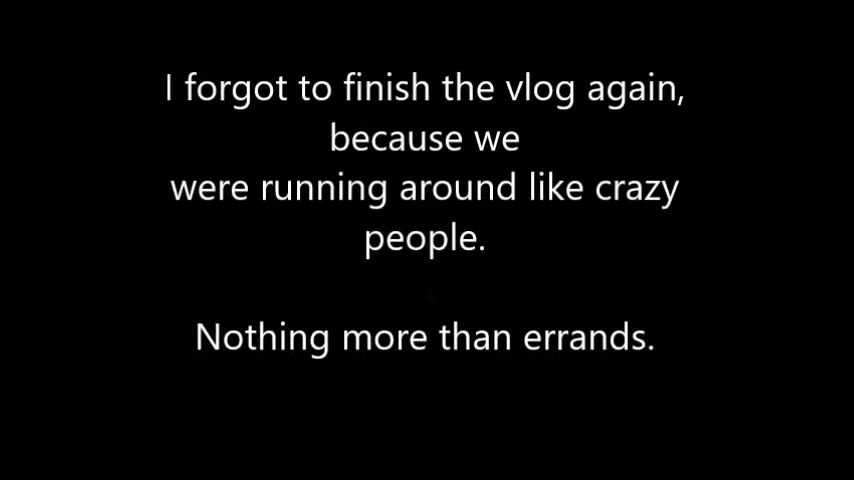 I forgot to finish the vlog again,
because we
were running around like crazy
people.
Nothing more than errands.